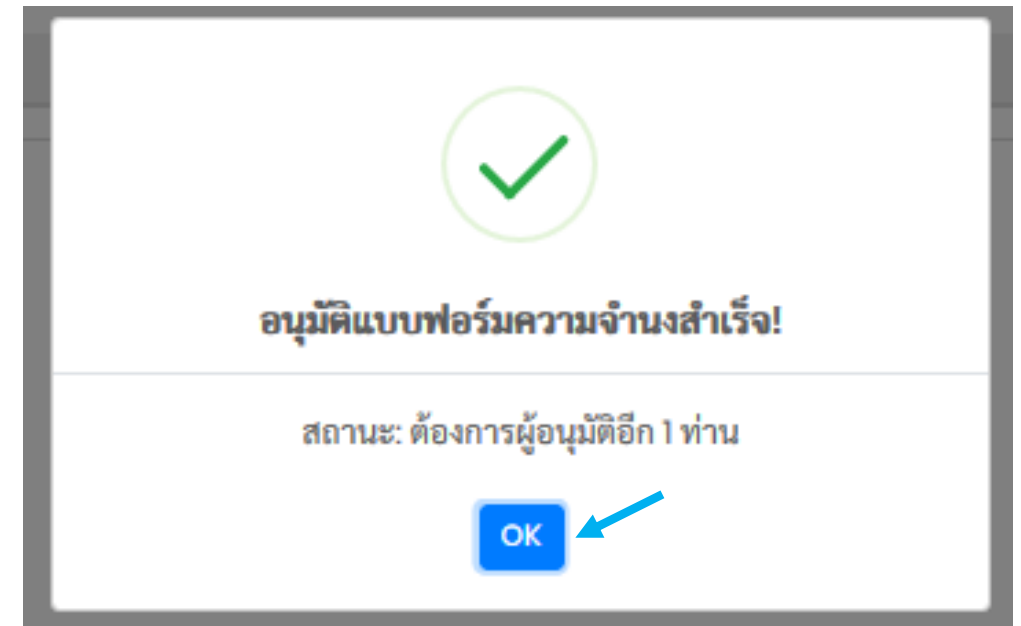 อนุมัติแบบฟอร์มความจำนงสำเร็จ!
สถานะ: ต้องการผู้อนุมัติอีก 1 ท่าน
OK